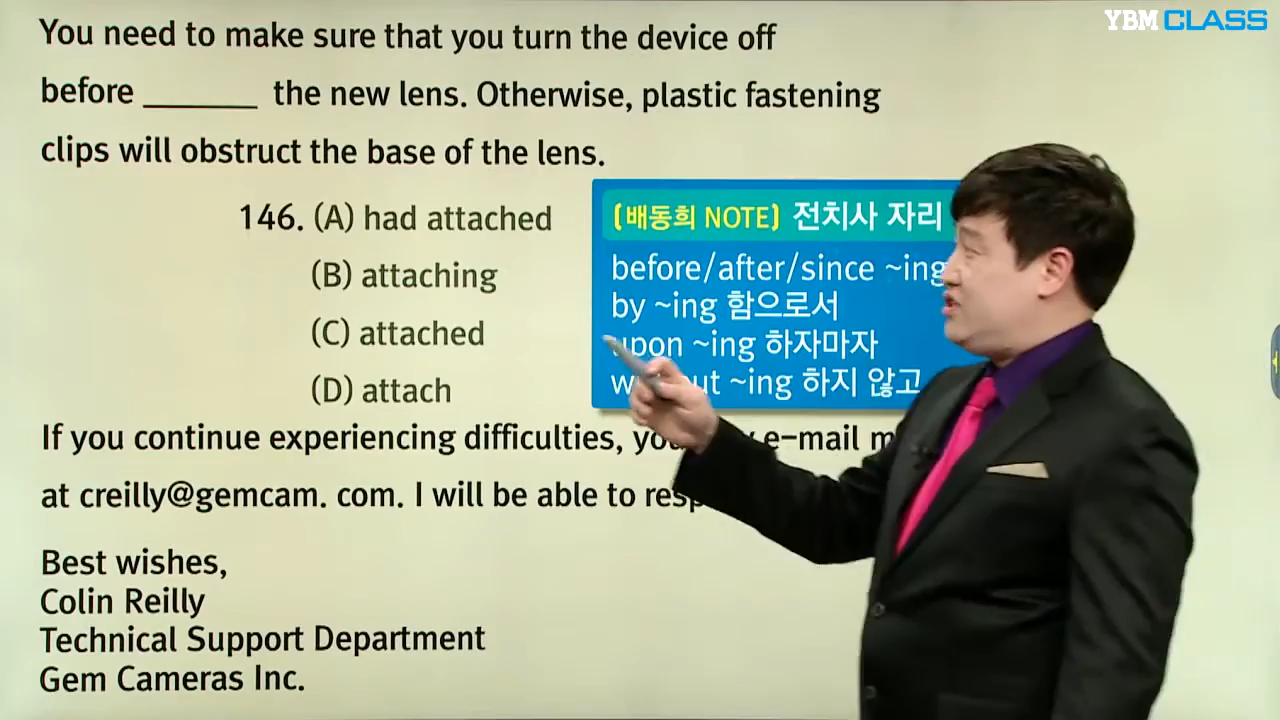 YBM CLASS
You need to make sure that you turn the device off
before ______ the new lens. Otherwise, plastic fastening
clips will obstruct the base of the lens.
146. (A) had attached
(B) attaching
(C) attached
(D) attach
[배동희 NOTE] 전치사 자리
before/after/since ~ing
by ~ing 함으로서
upon ~ing 하자마자
~ing 하지 않고
If you continue experiencing difficulties, e-mail
at creilly@gemcam. com. I will be able to
Best wishes,
Colin Reilly
Technical Support Department
Gem Cameras Inc.